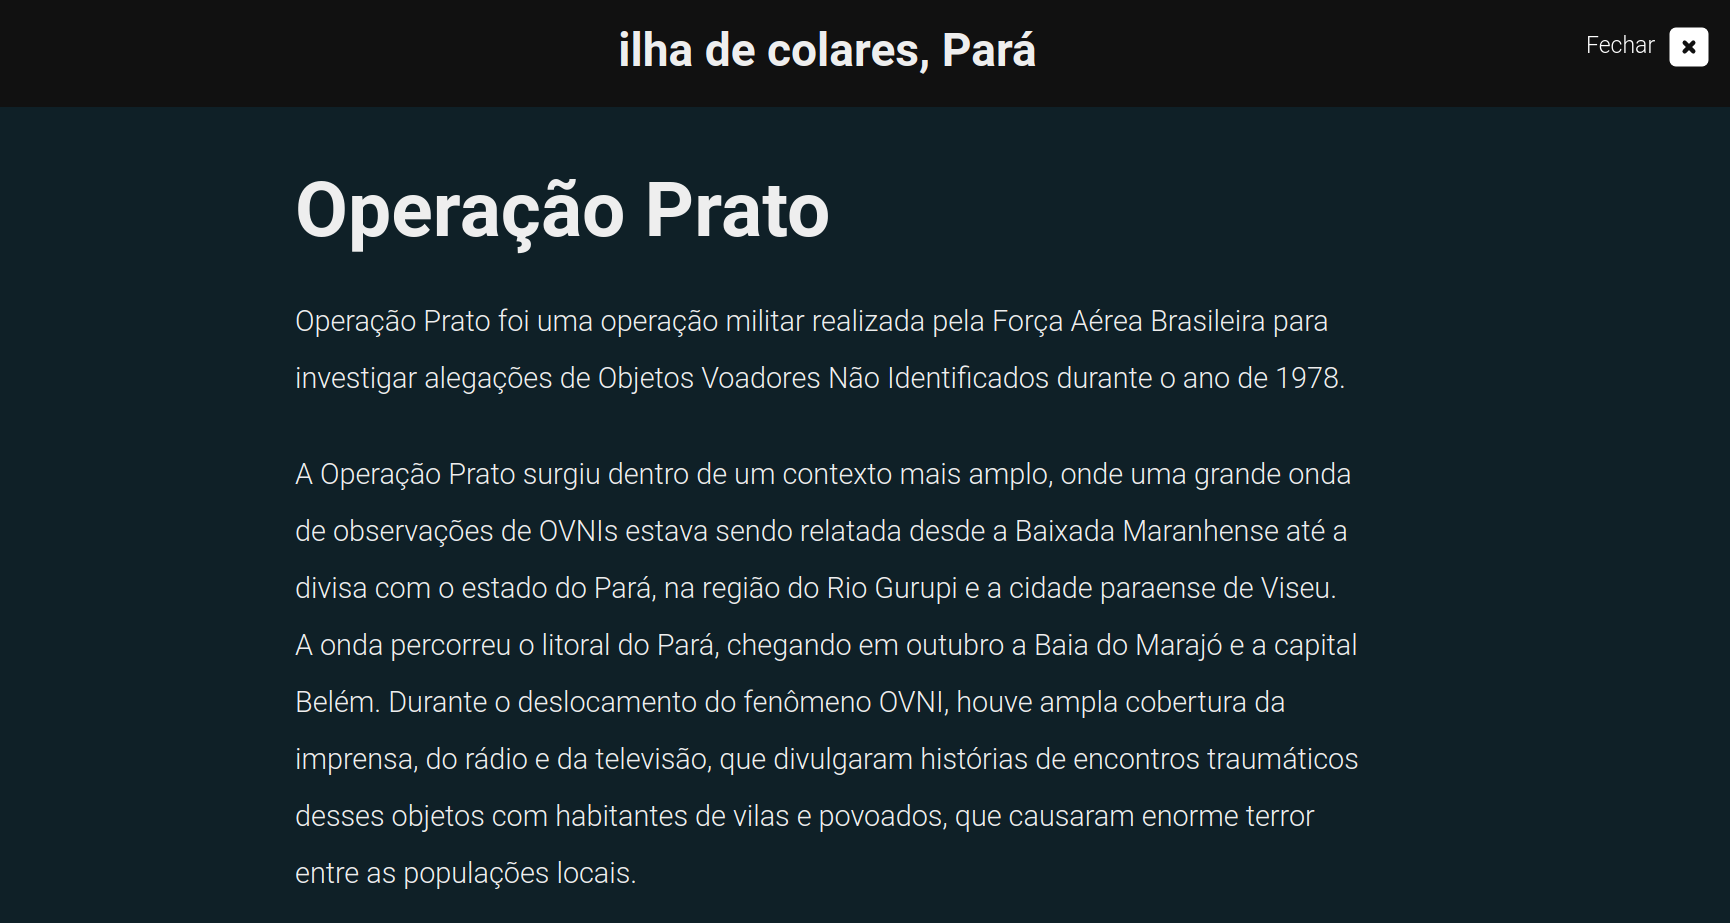 ilha de colares, Pará
Fechar
Operação Prato
Operação Prato foi uma operação militar realizada pela Força Aérea Brasileira para
investigar alegações de Objetos Voadores Não Identificados durante o ano de 1978.
A Operação Prato surgiu dentro de um contexto mais amplo, onde uma grande onda
de observações de OVNIs estava sendo relatada desde a Baixada Maranhense até a
divisa com o estado do Pará, na região do Rio Gurupi e a cidade paraense de Viseu.
A onda percorreu o litoral do Pará, chegando em outubro a Baia do Marajó e a capital
Belém. Durante o deslocamento do fenômeno OVNI, houve ampla cobertura da
imprensa, do rádio e da televisão, que divulgaram histórias de encontros traumáticos
desses objetos com habitantes de vilas e povoados, que causaram enorme terror
entre as populações locais.